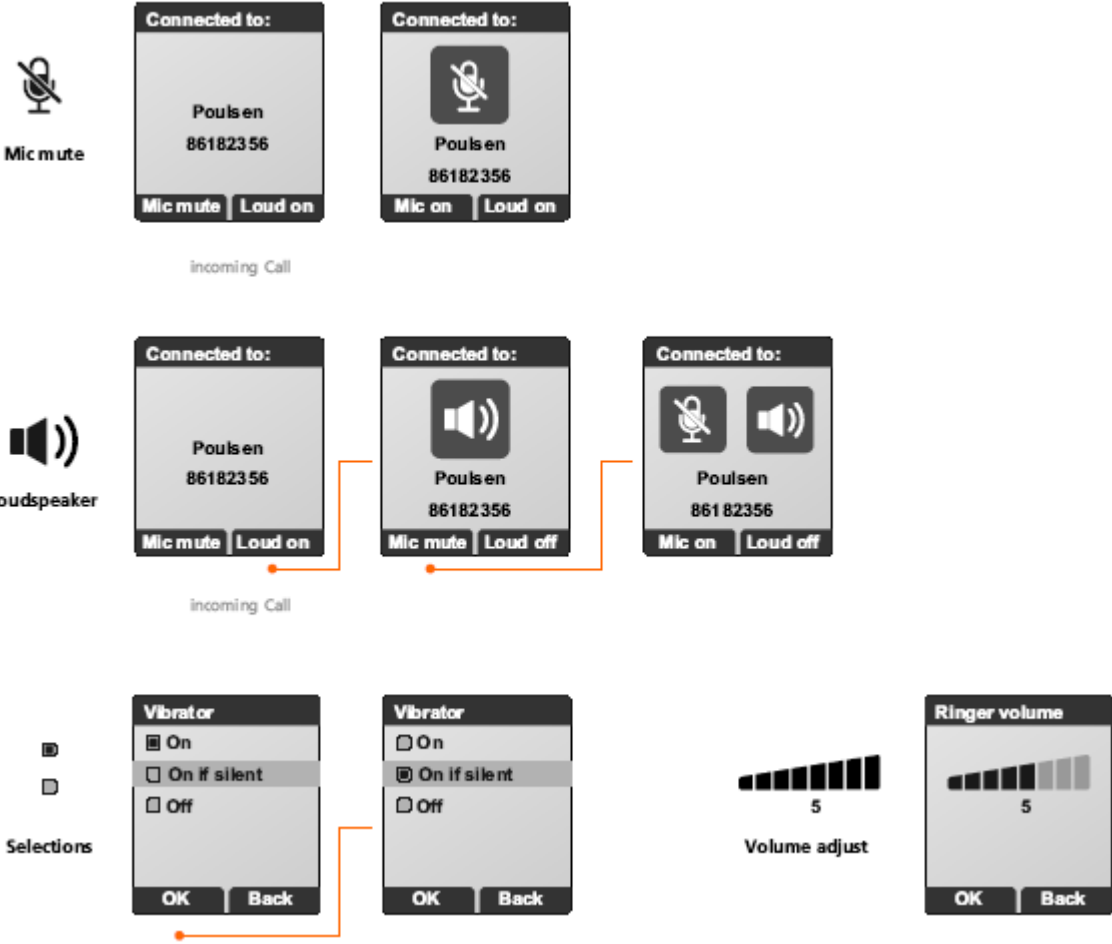 Connected to:
Poulsen
86182356
Mic mute Loud on
Connected to:
Poulsen
86182356
Mic on Loud on
Mic mute
incoming Call
Connected to:
Poulsen
86182356
Mic mute Loud on
Connected to:
Poulsen
86182356
Mic mute Loud off
Connected to:
Poulsen
86182356
Mic on Loud off
oudspeaker
incoming Call
Vibrator
On
On if silent
Off
OK Back
Vibrator
On
On if silent
Off
OK Back
Selections
5
Volume adjust
Ringer volume
5
OK Back